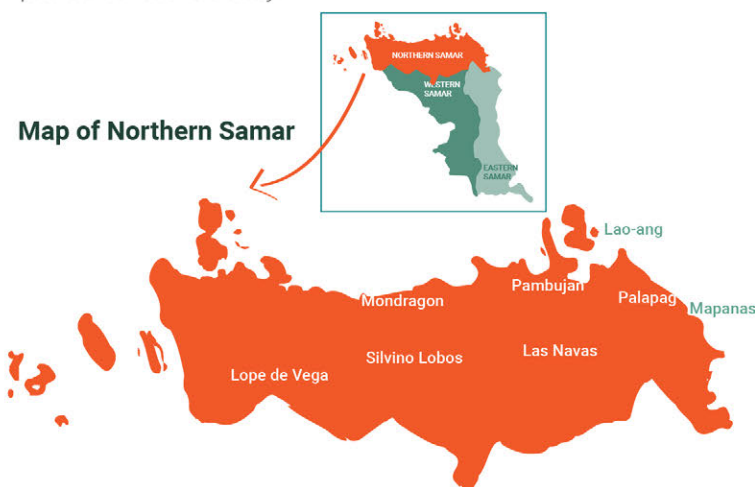 NORTHERN SAMAR
WESTERN
SAMAR
EASTERN
SAMAR
Map of Northern Samar
Lao-ang
Mondragon
Pambujan
Palapag
Mapanas
Silvino Lobos
Las Navas
Lope de Vega